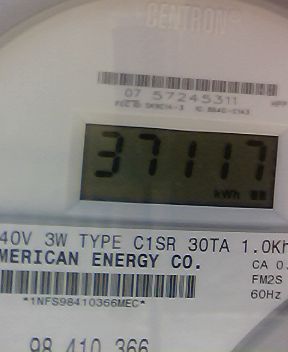 CENTRON
07 57245311
37117
kWh
40V 3W TYPE C1SR 30TA 1.0Kh
MERICAN ENERGY CO.
CA 0.
FM2S
*1NFS98410366MEC*
60Hz
98 410 366